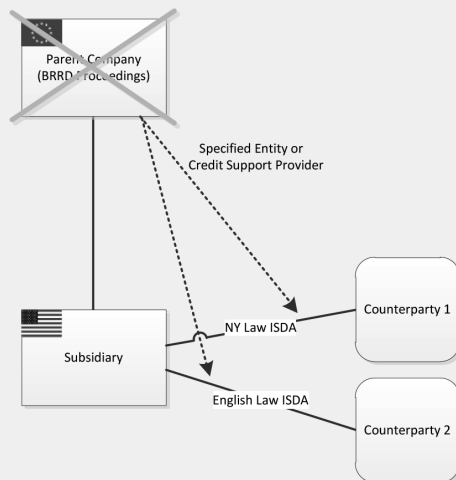 Parent Company
(BRRD Proceedings)
Specified Entity or
Credit Support Provider
Counterparty 1
NY Law ISDA
Subsidiary
English Law ISDA
Counterparty 2